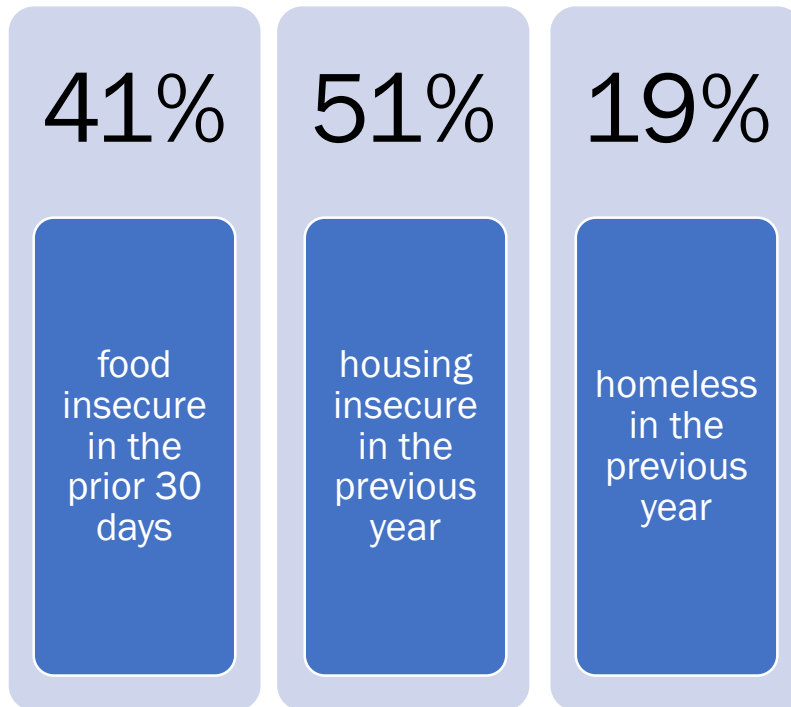 41%
food
insecure
in the
prior 30
days
51%
housing
insecure
in the
previous
year
19%
homeless
in the
previous
year